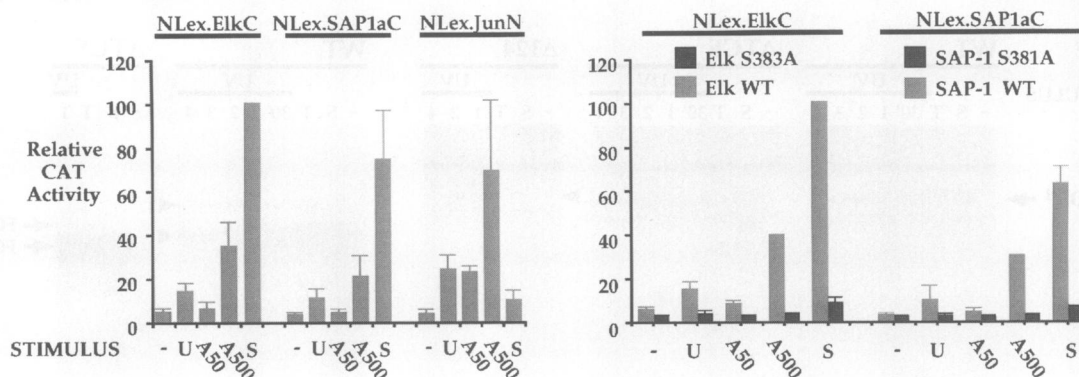 NLex.ElkC NLex.SAP1aC NLex.JunN
120
100
80
60
40
20
0
Relative
CAT
Activity
STIMULUS - U A50 A500 S - U A50 A500 S - U A50 A500 S
NLex.ElkC NLex.SAP1aC
Elk S383A SAP-1 S381A
Elk WT SAP-1 WT
120
100
80
60
40
20
0
- U A50 A500 S - U A50 A500 S